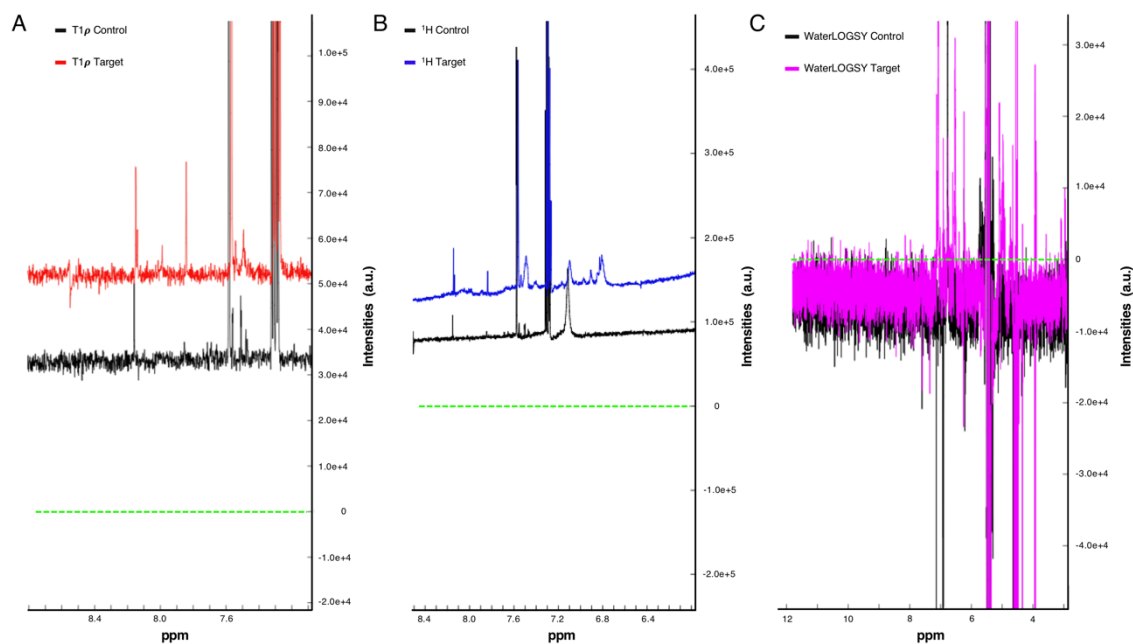 A
T1ρ Control
T1ρ Target
1.0e+5
9.0e+4
8.0e+4
7.0e+4
6.0e+4
5.0e+4
4.0e+4
3.0e+4
2.0e+4
1.0e+4
0
-1.0e+4
-2.0e+4
Intensities (a.u.)
8.4
8.0
7.6
ppm
B
¹H Control
¹H Target
4.0e+5
3.0e+5
2.0e+5
1.0e+5
0
-1.0e+5
-2.0e+5
Intensities (a.u.)
8.4
8.0
7.6
7.2
6.8
6.4
ppm
C
WaterLOGSY Control
WaterLOGSY Target
3.0e+4
2.0e+4
1.0e+4
0
-1.0e+4
-2.0e+4
-3.0e+4
-4.0e+4
Intensities (a.u.)
12
10
8
6
4
ppm